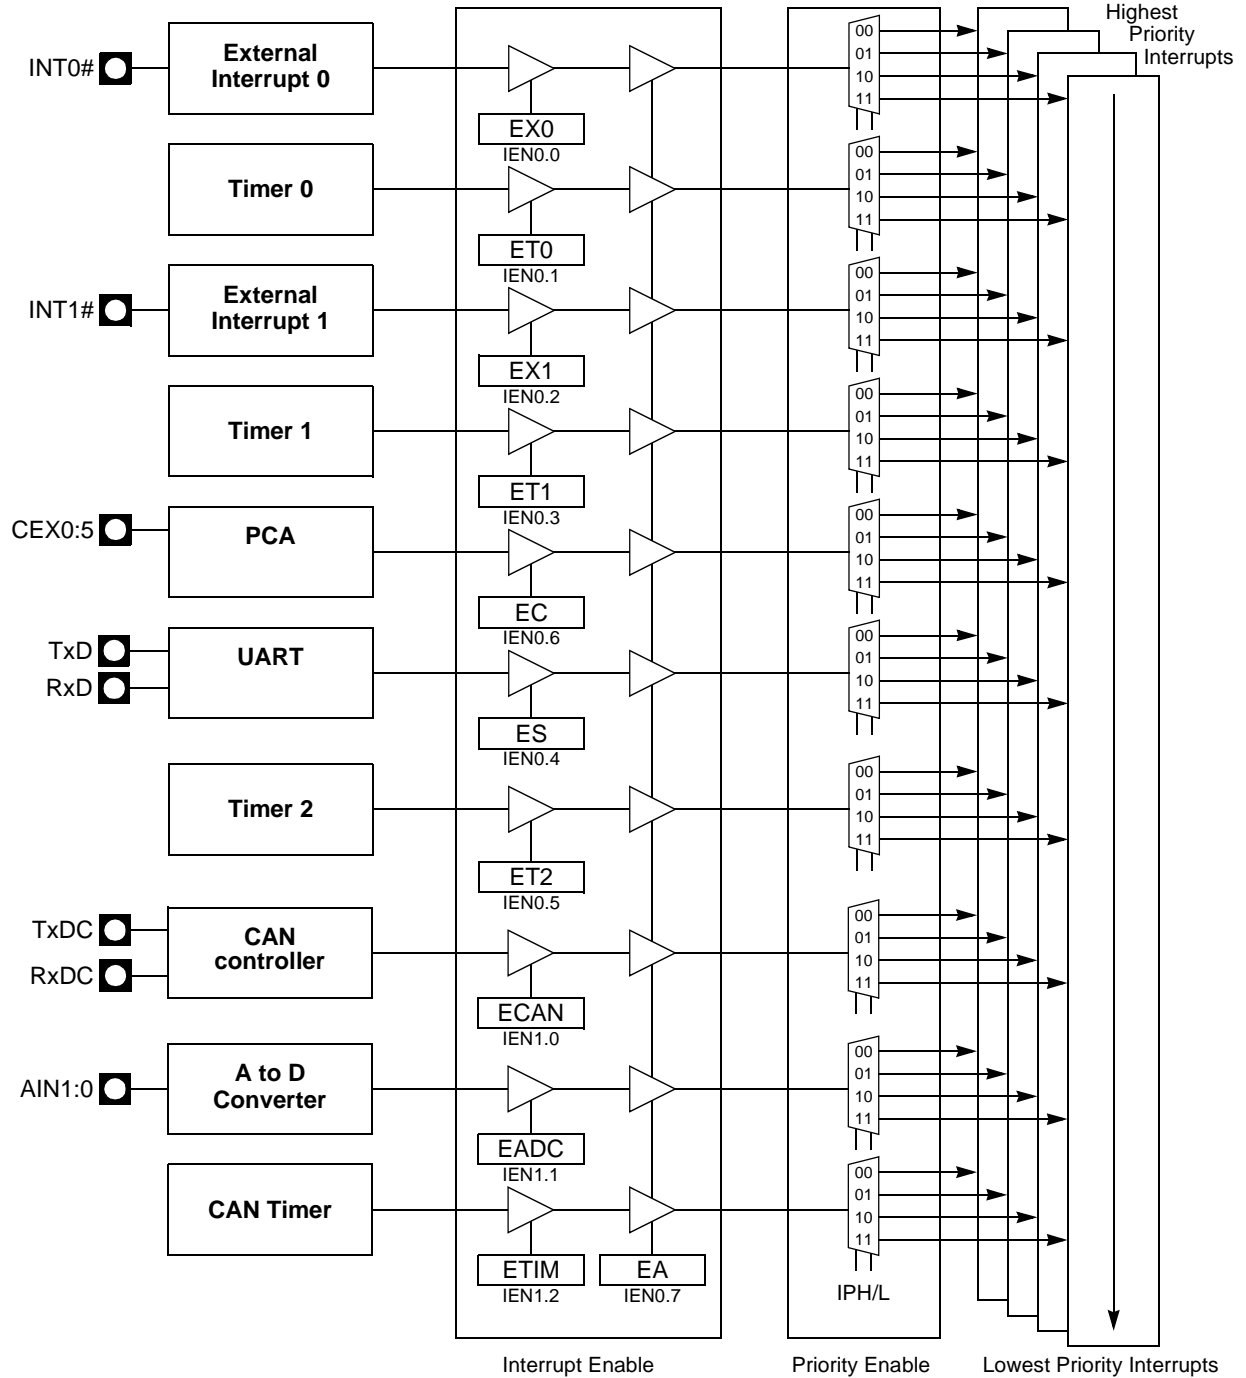 Highest
Priority
Interrupts
INT0#
External
Interrupt 0
EX0
IEN0.0
00
01
10
11
Timer 0
ET0
IEN0.1
00
01
10
11
INT1#
External
Interrupt 1
EX1
IEN0.2
00
01
10
11
Timer 1
ET1
IEN0.3
00
01
10
11
CEX0:5
PCA
EC
IEN0.6
00
01
10
11
TxD
RxD
UART
ES
IEN0.4
00
01
10
11
Timer 2
ET2
IEN0.5
00
01
10
11
TxDC
RxDC
CAN
controller
ECAN
IEN1.0
00
01
10
11
AIN1:0
A to D
Converter
EADC
IEN1.1
00
01
10
11
CAN Timer
ETIM
IEN1.2
EA
IEN0.7
00
01
10
11
IPH/L
Interrupt Enable
Priority Enable
Lowest Priority Interrupts